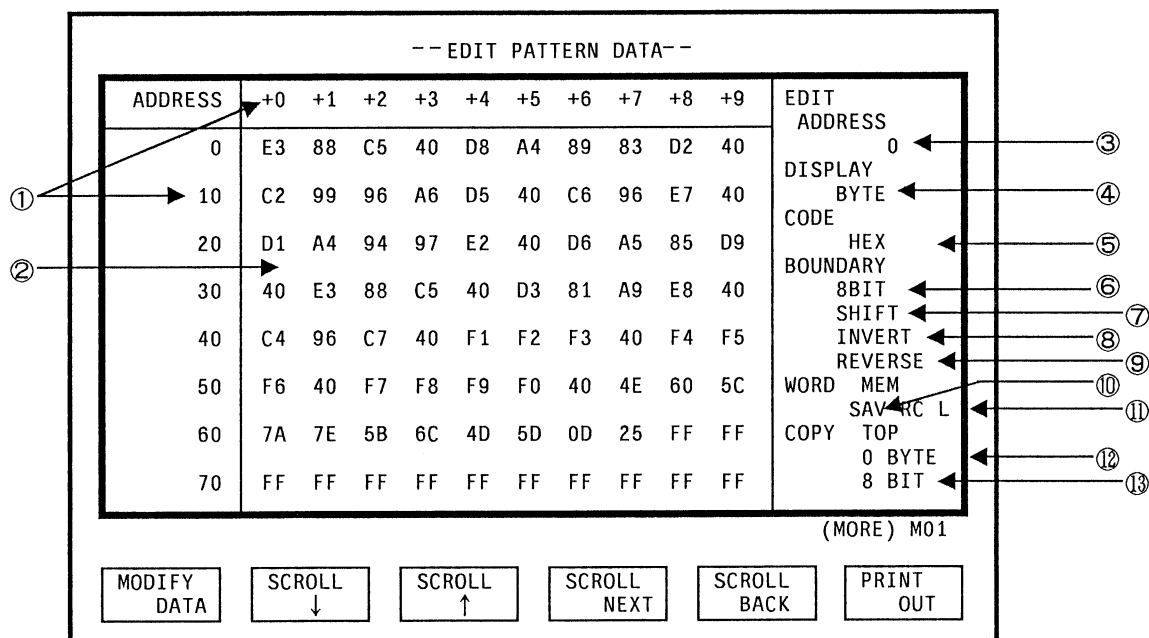 --EDIT PATTERN DATA--
ADDRESS +0 +1 +2 +3 +4 +5 +6 +7 +8 +9
0 E3 88 C5 40 D8 A4 89 83 D2 40
10 C2 99 96 A6 D5 40 C6 96 E7 40
20 D1 A4 94 97 E2 40 D6 A5 85 D9
30 40 E3 88 C5 40 D3 81 A9 E8 40
40 C4 96 C7 40 F1 F2 F3 40 F4 F5
50 F6 40 F7 F8 F9 F0 40 4E 60 5C
60 7A 7E 5B 6C 4D 5D 0D 25 FF FF
70 FF FF FF FF FF FF FF FF FF FF
EDIT
ADDRESS
0
DISPLAY
BYTE
CODE
HEX
BOUNDARY
8BIT
SHIFT
INVERT
REVERSE
WORD MEM
SAV RC L
COPY TOP
0 BYTE
8 BIT
①
②
③
④
⑤
⑥
⑦
⑧
⑨
⑩
⑪
⑫
⑬
(MORE) M01
MODIFY
DATA
SCROLL
↓
SCROLL
↑
SCROLL
NEXT
SCROLL
BACK
PRINT
OUT